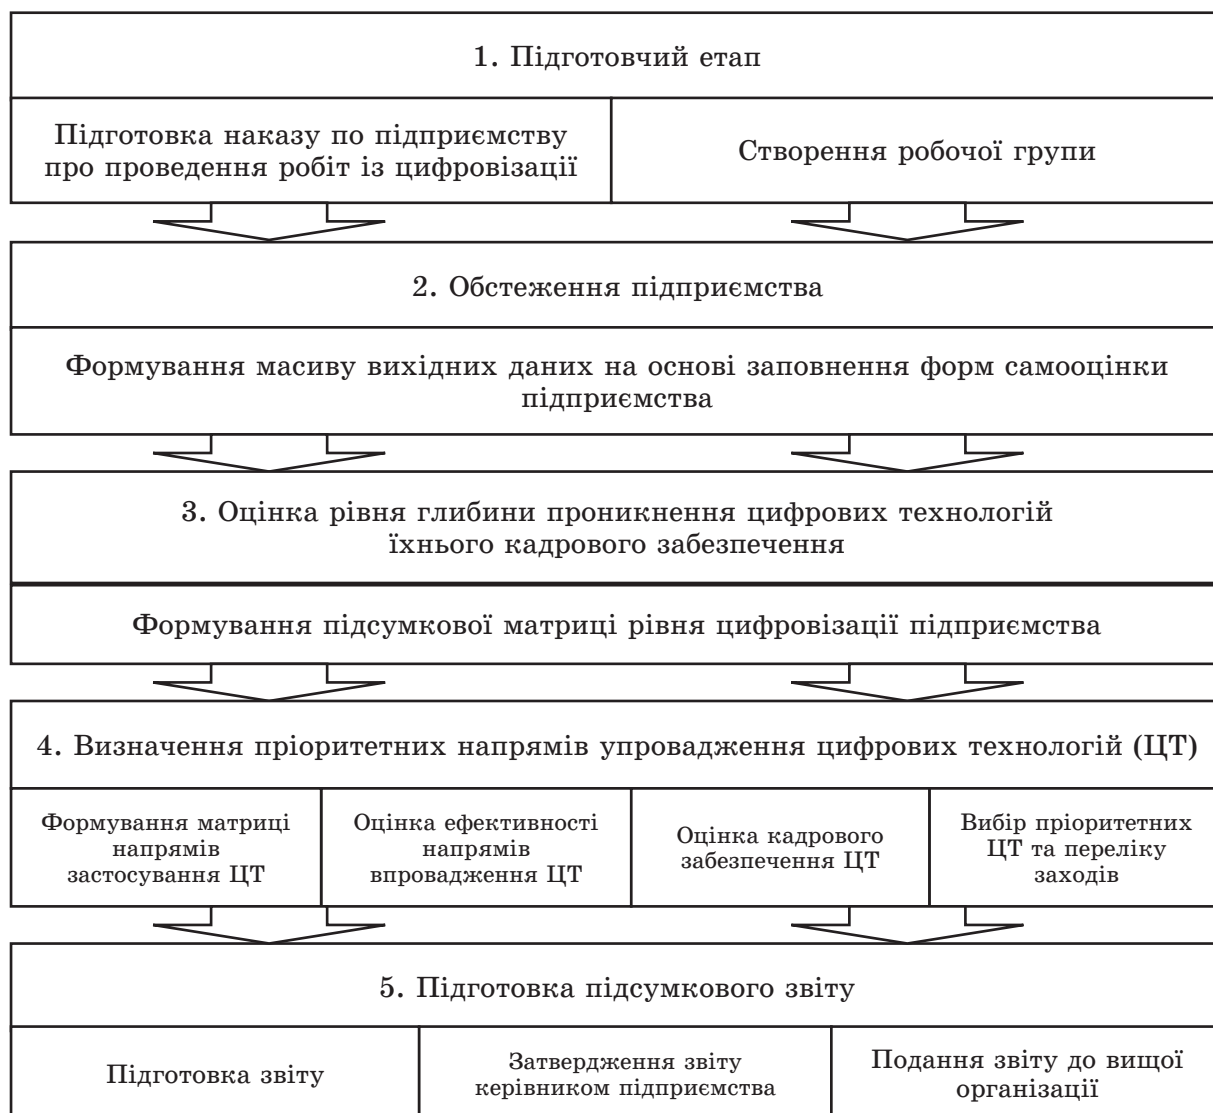 1. Підготовчий етап
Підготовка наказу по підприємству
про проведення робіт із цифровізації
Створення робочої групи
2. Обстеження підприємства
Формування масиву вихідних даних на основі заповнення форм самооцінки
підприємства
3. Оцінка рівня глибини проникнення цифрових технологій
їхнього кадрового забезпечення
Формування підсумкової матриці рівня цифровізації підприємства
4. Визначення пріоритетних напрямів упровадження цифрових технологій (ЦТ)
Формування матриці
напрямів
застосування ЦТ
Оцінка ефективності
напрямів
впровадження ЦТ
Оцінка кадрового
забезпечення ЦТ
Вибір пріоритетних
ЦТ та переліку
заходів
5. Підготовка підсумкового звіту
Підготовка звіту
Затвердження звіту
керівником підприємства
Подання звіту до вищої
організації